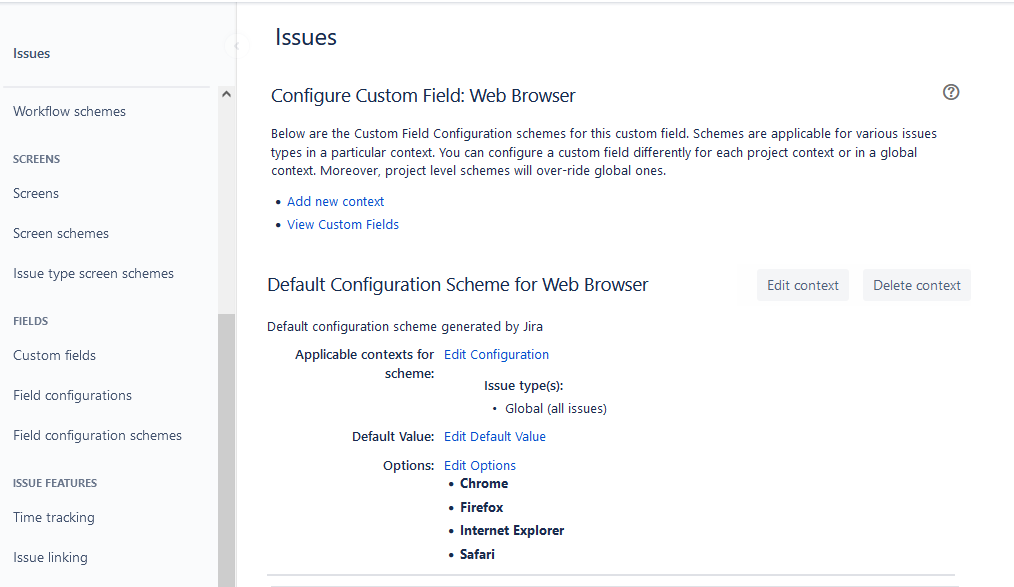 Issues
Workflow schemes
SCREENS
Screens
Screen schemes
Issue type screen schemes
FIELDS
Custom fields
Field configurations
Field configuration schemes
ISSUE FEATURES
Time tracking
Issue linking
Issues
Configure Custom Field: Web Browser
Below are the Custom Field Configuration schemes for this custom field. Schemes are applicable for various issues
types in a particular context. You can configure a custom field differently for each project context or in a global
context. Moreover, project level schemes will over-ride global ones.
• Add new context
• View Custom Fields
Default Configuration Scheme for Web Browser Edit context Delete context
Default configuration scheme generated by Jira
Applicable contexts for Edit Configuration
scheme:
Issue type(s):
• Global (all issues)
Default Value: Edit Default Value
Options: Edit Options
• Chrome
• Firefox
• Internet Explorer
• Safari